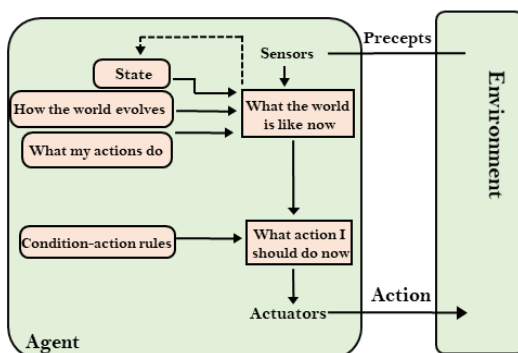 Precepts
Sensors
State
How the world evolves
What the world
is like now
What my actions do
Environment
What action I
should do now
Condition-action rules
Actuators
Action
Agent